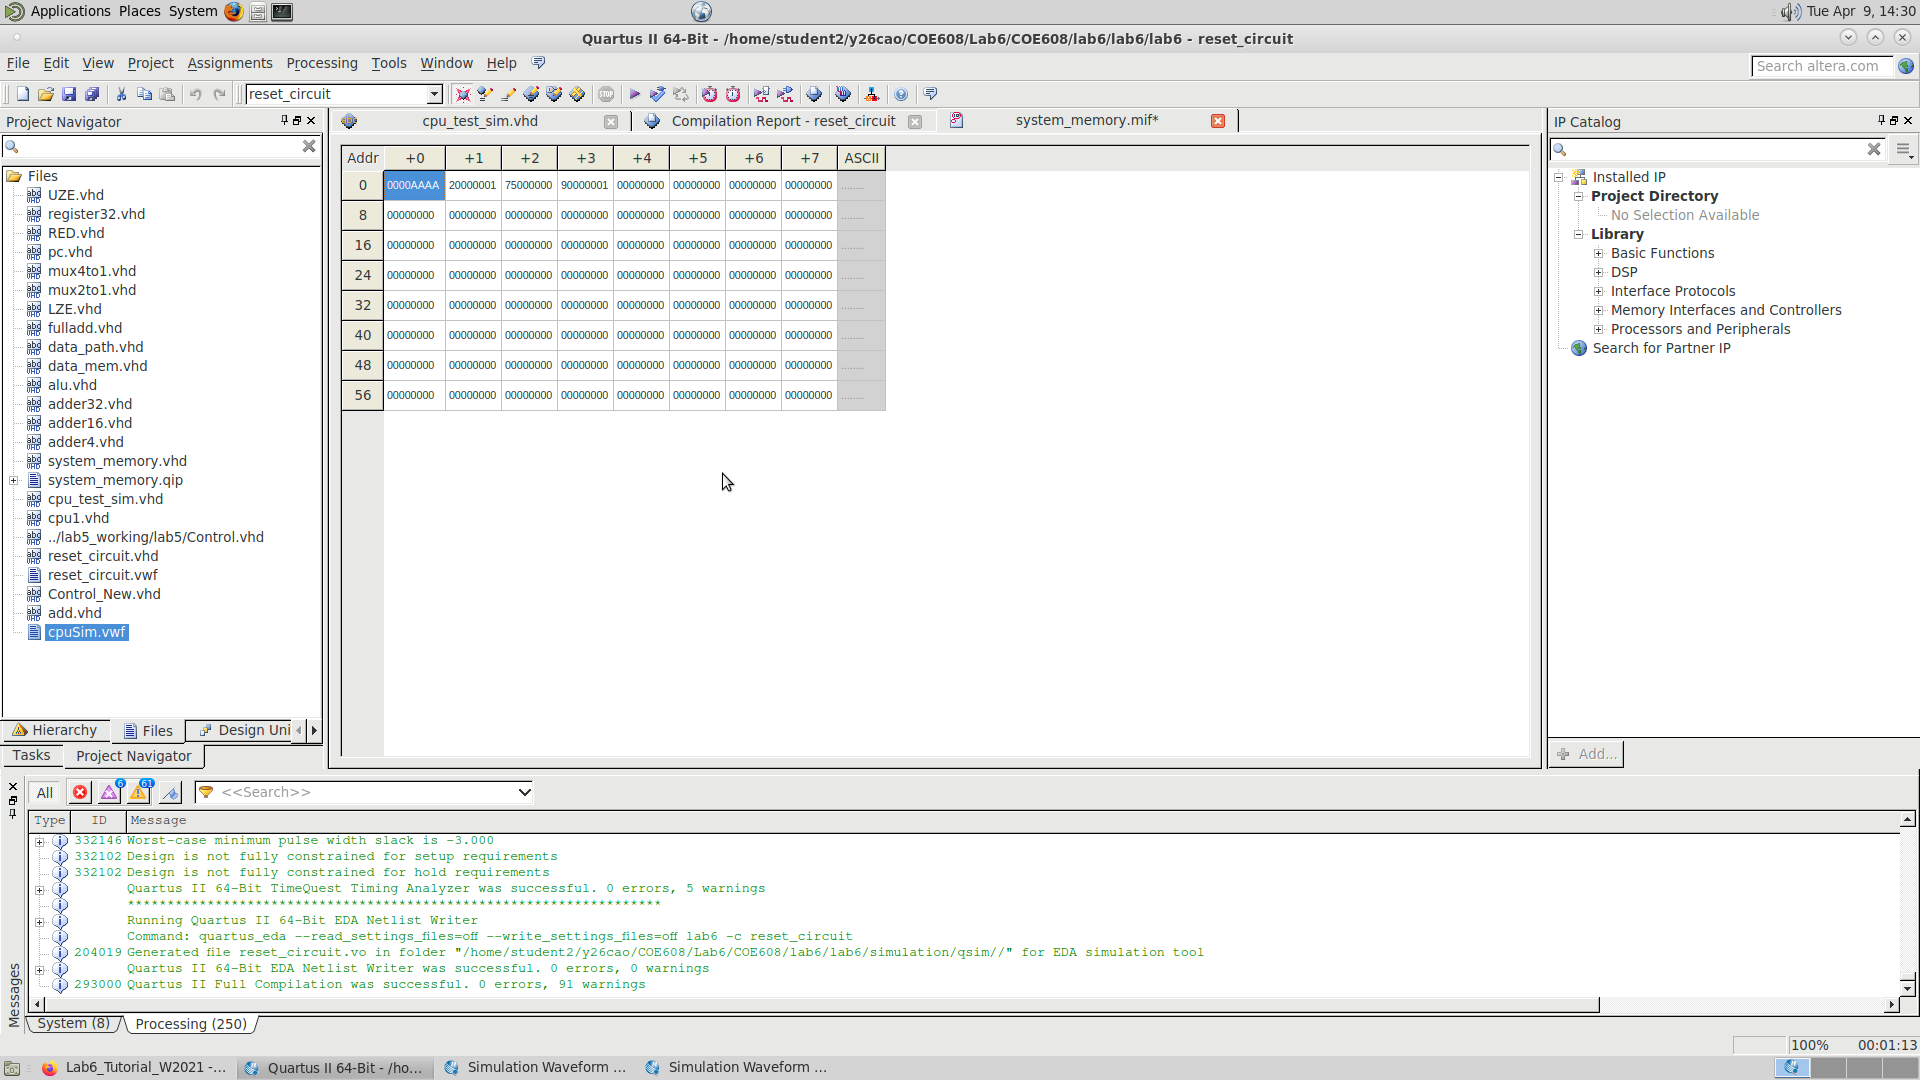 Applications Places System
Tue Apr 9, 14:30
Quartus II 64-Bit - /home/student2/y26cao/COE608/Lab6/COE608/lab6/lab6/lab6 - reset_circuit
File Edit View Project Assignments Processing Tools Window Help
Search altera.com
reset_circuit
Project Navigator
Files
UZE.vhd
register32.vhd
RED.vhd
pc.vhd
mux4to1.vhd
mux2to1.vhd
LZE.vhd
fulladd.vhd
data_path.vhd
data_mem.vhd
alu.vhd
adder32.vhd
adder16.vhd
adder4.vhd
system_memory.vhd
system_memory.qip
cpu_test_sim.vhd
cpu1.vhd
../lab5_working/lab5/Control.vhd
reset_circuit.vhd
reset_circuit.vwf
Control_New.vhd
add.vhd
cpuSim.vwf
Hierarchy Files Design Uni
Tasks Project Navigator
cpu_test_sim.vhd Compilation Report - reset_circuit system_memory.mif*
Addr +0 +1 +2 +3 +4 +5 +6 +7 ASCII
0 0000AAAA 20000001 75000000 90000001 00000000 00000000 00000000 00000000 ........
8 00000000 00000000 00000000 00000000 00000000 00000000 00000000 00000000 ........
16 00000000 00000000 00000000 00000000 00000000 00000000 00000000 00000000 ........
24 00000000 00000000 00000000 00000000 00000000 00000000 00000000 00000000 ........
32 00000000 00000000 00000000 00000000 00000000 00000000 00000000 00000000 ........
40 00000000 00000000 00000000 00000000 00000000 00000000 00000000 00000000 ........
48 00000000 00000000 00000000 00000000 00000000 00000000 00000000 00000000 ........
56 00000000 00000000 00000000 00000000 00000000 00000000 00000000 00000000 ........
IP Catalog
Installed IP
Project Directory
No Selection Available
Library
Basic Functions
DSP
Interface Protocols
Memory Interfaces and Controllers
Processors and Peripherals
Search for Partner IP
Add...
All 6 61 <<Search>>
Type ID Message
332146 Worst-case minimum pulse width slack is -3.000
332102 Design is not fully constrained for setup requirements
332102 Design is not fully constrained for hold requirements
Quartus II 64-Bit TimeQuest Timing Analyzer was successful. 0 errors, 5 warnings
*******************************************************************
Running Quartus II 64-Bit EDA Netlist Writer
Command: quartus_eda --read_settings_files=off --write_settings_files=off lab6 -c reset_circuit
204019 Generated file reset_circuit.vo in folder "/home/student2/y26cao/COE608/Lab6/COE608/lab6/lab6/simulation/qsim//" for EDA simulation tool
Quartus II 64-Bit EDA Netlist Writer was successful. 0 errors, 0 warnings
293000 Quartus II Full Compilation was successful. 0 errors, 91 warnings
Messages
System (8) Processing (250)
100% 00:01:13
Lab6_Tutorial_W2021 -... Quartus II 64-Bit - /ho... Simulation Waveform ... Simulation Waveform ...